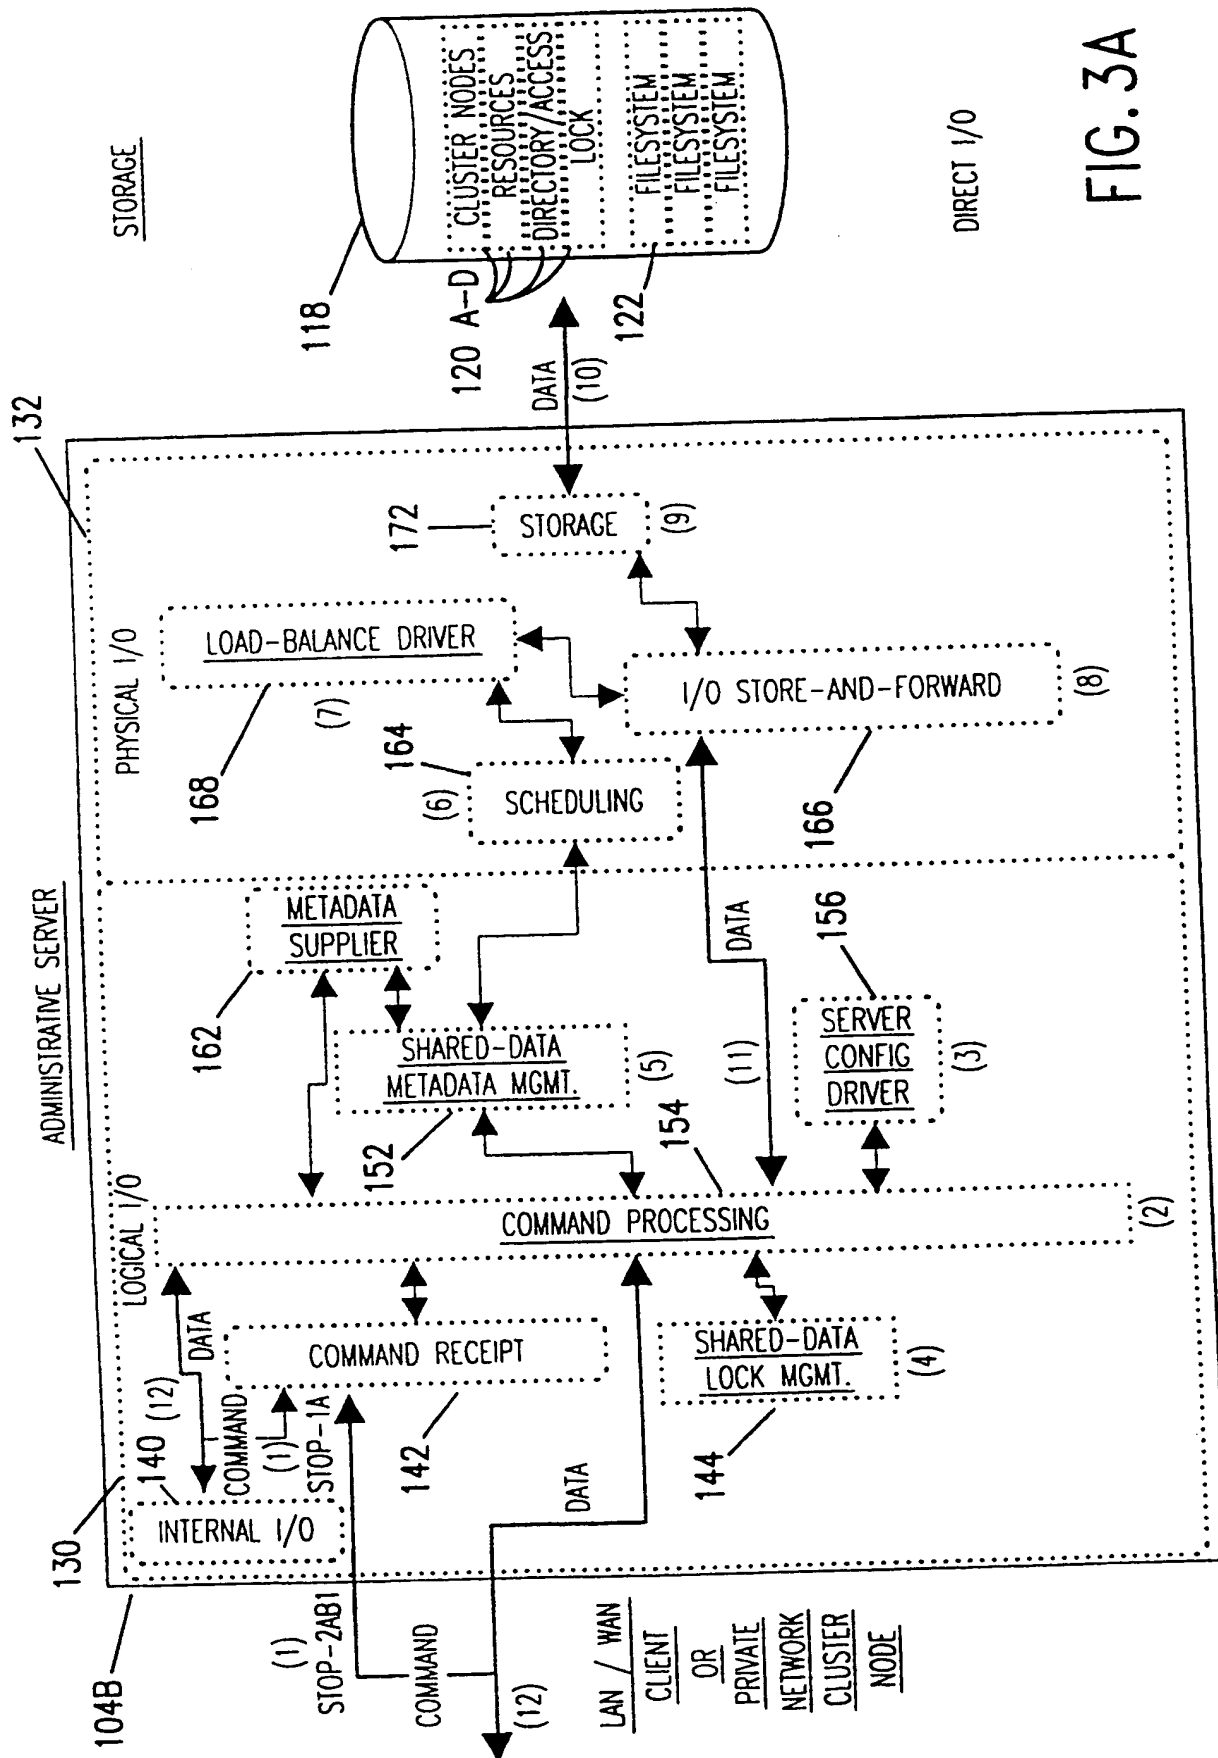 ADMINISTRATIVE SERVER
STORAGE
104B
130
132
118
LOGICAL I/O
PHYSICAL I/O
140
INTERNAL I/O
(12)
DATA
COMMAND
(1)
STOP-1A
(1)
STOP-2AB1
COMMAND
(12)
DATA
COMMAND RECEIPT
142
SHARED-DATA
LOCK MGMT.
(4)
144
COMMAND PROCESSING
(2)
154
METADATA
SUPPLIER
162
SHARED-DATA
METADATA MGMT.
(5)
152
SERVER
CONFIG
DRIVER
(3)
156
DATA
(11)
LOAD-BALANCE DRIVER
168
(7)
164
(6)
SCHEDULING
I/O STORE-AND-FORWARD
(8)
166
172
STORAGE
(9)
DATA
(10)
120 A-D
CLUSTER NODES
RESOURCES
DIRECTORY/ACCESS
LOCK
122
FILESYSTEM
FILESYSTEM
FILESYSTEM
LAN / WAN
CLIENT
OR
PRIVATE
NETWORK
CLUSTER
NODE
DIRECT I/O
FIG. 3A